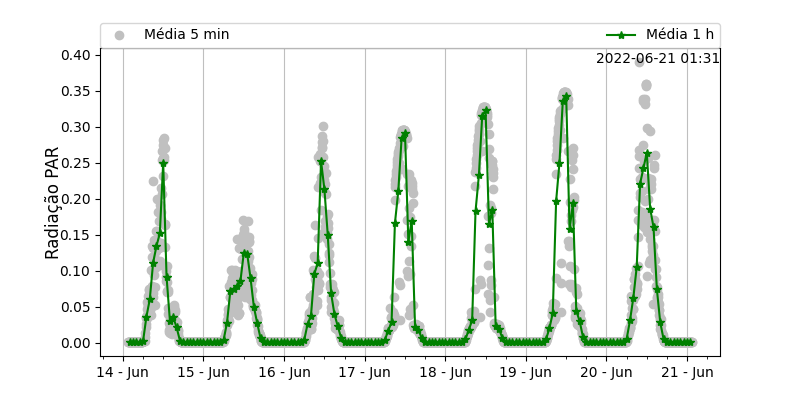 Média 5 min
Média 1 h
2022-06-21 01:31
Radiação PAR
0.40
0.35
0.30
0.25
0.20
0.15
0.10
0.05
0.00
14 - Jun
15 - Jun
16 - Jun
17 - Jun
18 - Jun
19 - Jun
20 - Jun
21 - Jun